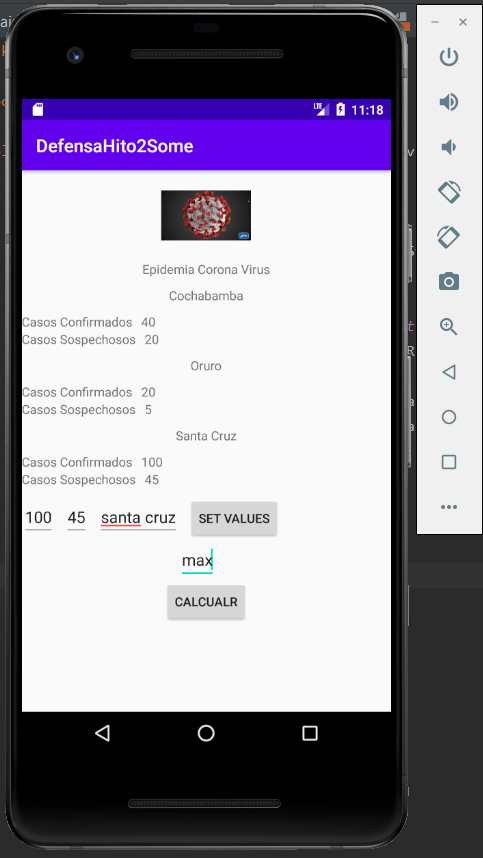 LTE 11:18
DefensaHito2Some
Epidemia Corona Virus
Cochabamba
Casos Confirmados 40
Casos Sospechosos 20
Oruro
Casos Confirmados 20
Casos Sospechosos 5
Santa Cruz
Casos Confirmados 100
Casos Sospechosos 45
100 45 santa cruz SET VALUES
max
CALCUALR